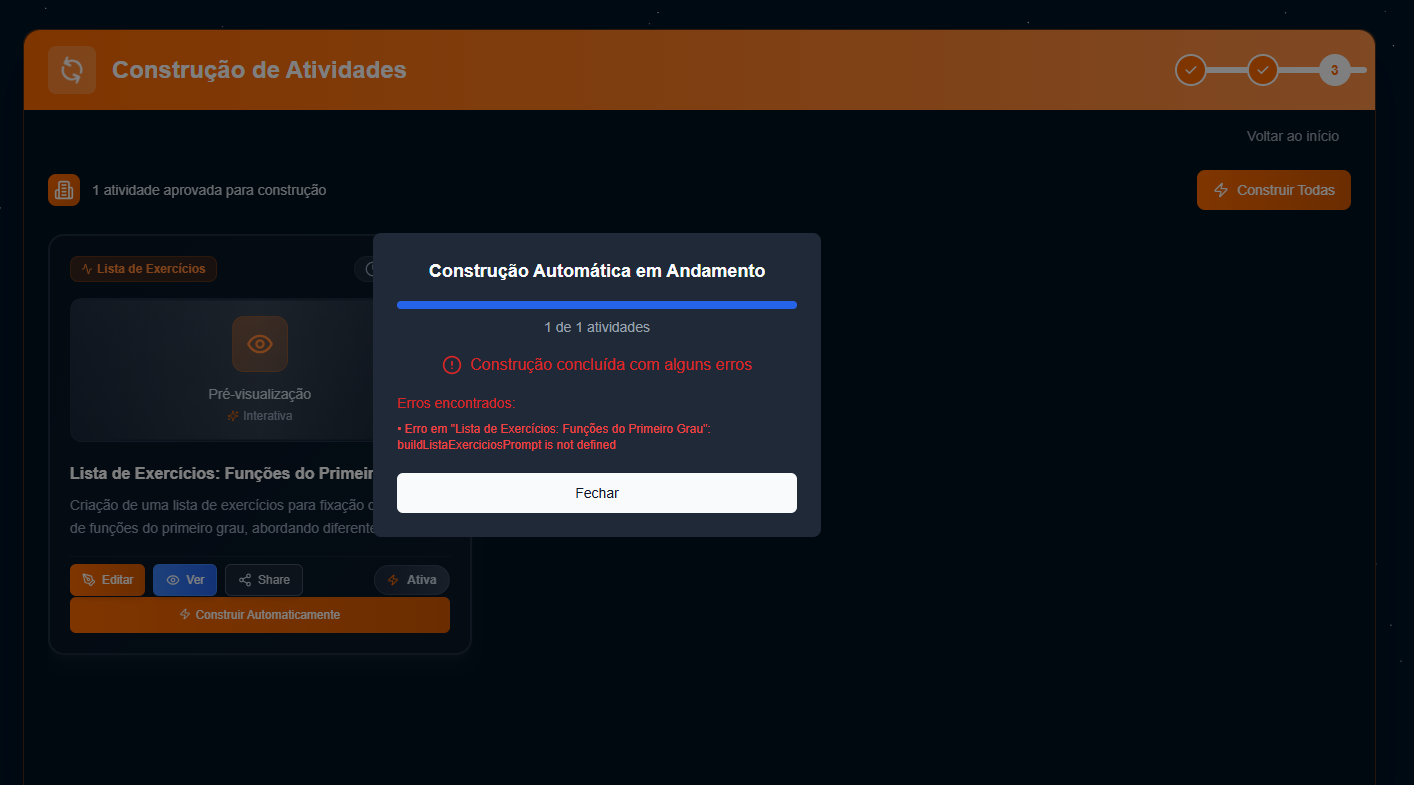 Construção de Atividades
3
Voltar ao início
1 atividade aprovada para construção
Construir Todas
Lista de Exercícios
Construção Automática em Andamento
1 de 1 atividades
Construção concluída com alguns erros
Erros encontrados:
• Erro em "Lista de Exercícios: Funções do Primeiro Grau":
buildListaExerciciosPrompt is not defined
Fechar
Pré-visualização
Interativa
Lista de Exercícios: Funções do Primeir
Criação de uma lista de exercícios para fixação
de funções do primeiro grau, abordando diferente
Editar
Ver
Share
Ativa
Construir Automaticamente